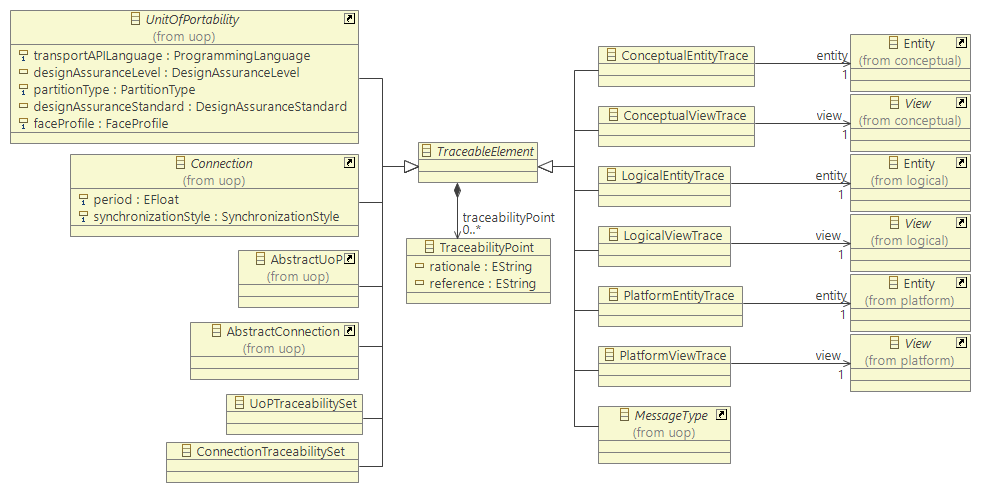 UnitOfPortability
(from uop)
transportAPILanguage : ProgrammingLanguage
designAssuranceLevel : DesignAssuranceLevel
partitionType : PartitionType
designAssuranceStandard : DesignAssuranceStandard
faceProfile : FaceProfile
Connection
(from uop)
period : EFloat
synchronizationStyle : SynchronizationStyle
AbstractUoP
(from uop)
AbstractConnection
(from uop)
UoPTraceabilitySet
ConnectionTraceabilitySet
TraceableElement
traceabilityPoint
0..*
TraceabilityPoint
rationale : EString
reference : EString
ConceptualEntityTrace
entity
1
Entity
(from conceptual)
ConceptualViewTrace
view
1
View
(from conceptual)
LogicalEntityTrace
entity
1
Entity
(from logical)
LogicalViewTrace
view
1
View
(from logical)
PlatformEntityTrace
entity
1
Entity
(from platform)
PlatformViewTrace
view
1
View
(from platform)
MessageType
(from uop)